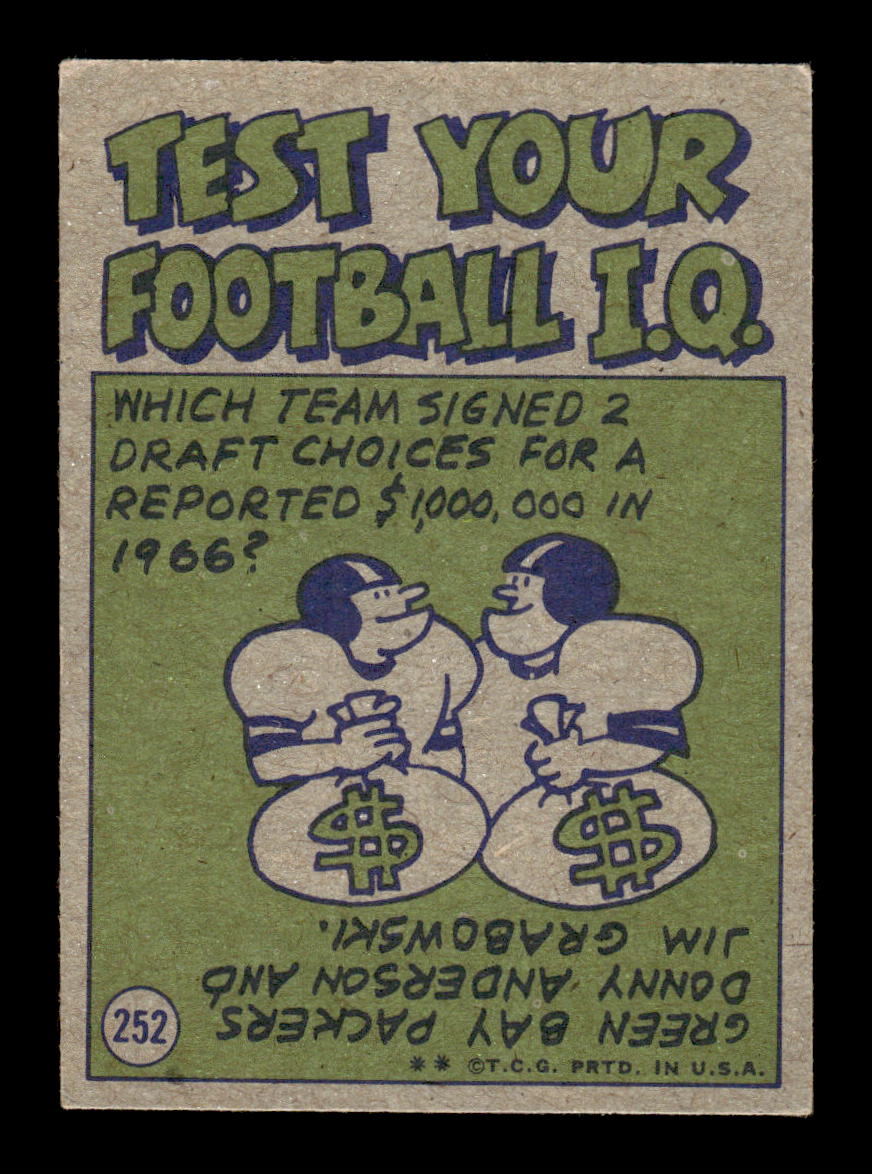 TEST YOUR
FOOTBALL I.Q.
WHICH TEAM SIGNED 2
DRAFT CHOICES FOR A
REPORTED $1,000,000 IN
1966?
$ $
GREEN BAY PACKERS
DONNY ANDERSON AND
JIM GRABOWSKI.
252
** ©T.C.G. PRTD. IN U.S.A.